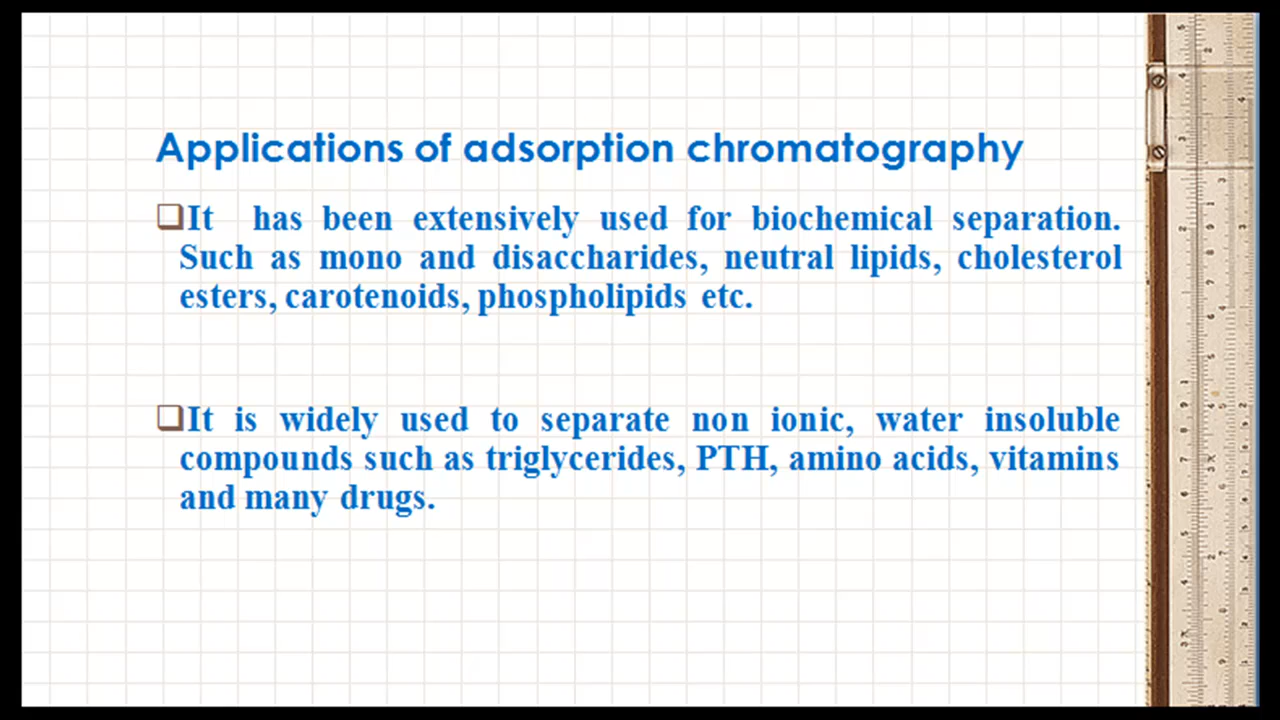 Applications of adsorption chromatography
It has been extensively used for biochemical separation.
Such as mono and disaccharides, neutral lipids, cholesterol
esters, carotenoids, phospholipids etc.
It is widely used to separate non ionic, water insoluble
compounds such as triglycerides, PTH, amino acids, vitamins
and many drugs.